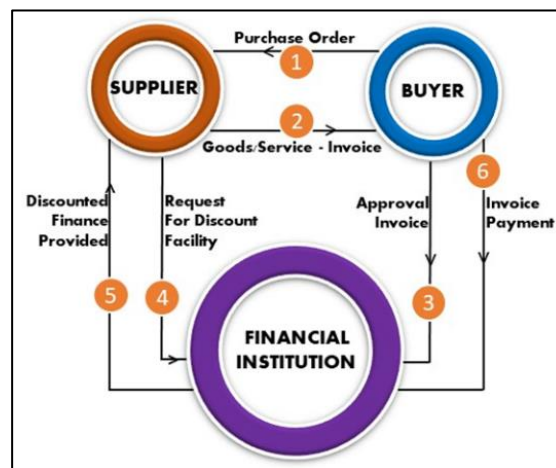 Purchase Order
1
SUPPLIER
BUYER
2
Goods/Service - Invoice
6
Discounted
Finance
Provided
Request
For Discount
Facility
Approval
Invoice
Invoice
Payment
5
4
3
FINANCIAL
INSTITUTION